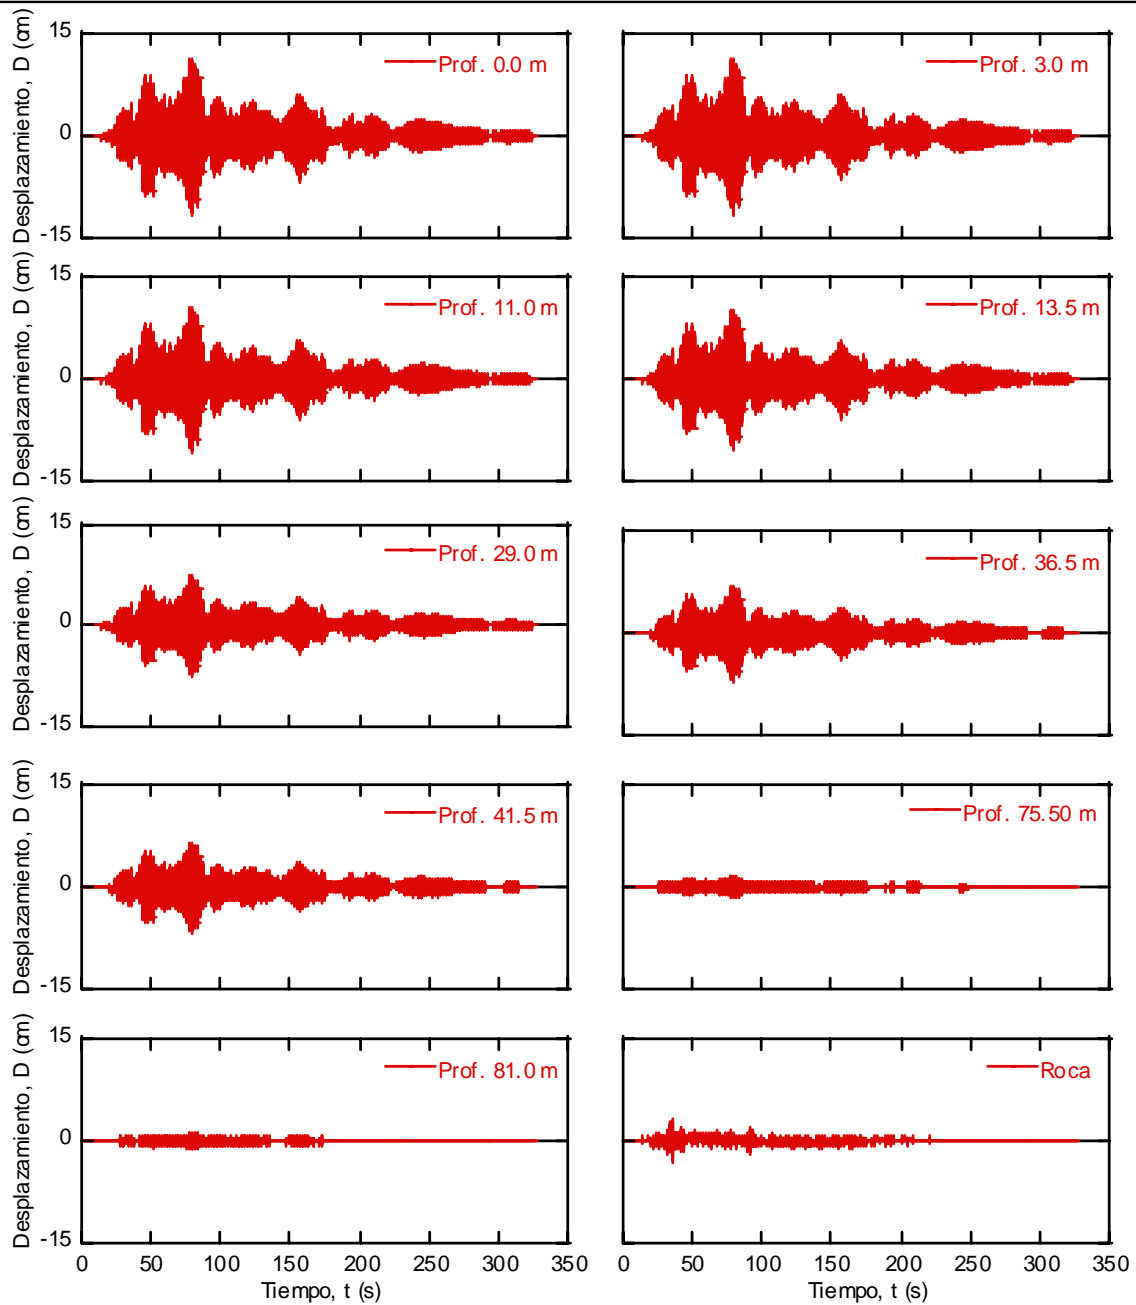 15
Desplazamiento, D (cm)
0
-15
Prof. 0.0 m
Prof. 3.0 m
15
Desplazamiento, D (cm)
0
-15
Prof. 11.0 m
Prof. 13.5 m
15
Desplazamiento, D (cm)
0
-15
Prof. 29.0 m
Prof. 36.5 m
15
Desplazamiento, D (cm)
0
-15
Prof. 41.5 m
Prof. 75.50 m
15
Desplazamiento, D (cm)
0
-15
Prof. 81.0 m
Roca
0 50 100 150 200 250 300 350
0 50 100 150 200 250 300 350
Tiempo, t (s)
Tiempo, t (s)